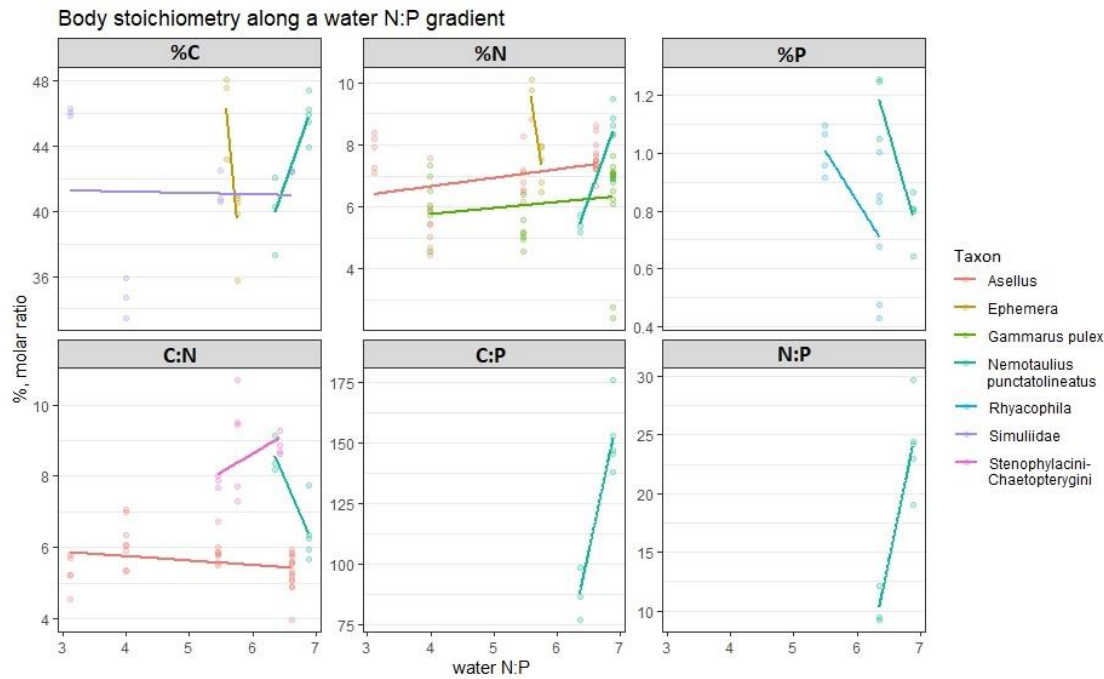 Body stoichiometry along a water N:P gradient
%C
%N
%P
48
44
40
36
10
8
6
4
1.2
1.0
0.8
0.6
0.4
%, molar ratio
C:N
C:P
N:P
10
8
6
4
175
150
125
100
75
30
25
20
15
10
3 4 5 6 7
3 4 5 6 7
3 4 5 6 7
water N:P
Taxon
Asellus
Ephemera
Gammarus pulex
Nemotaulius
punctatolineatus
Rhyacophila
Simuliidae
Stenophylacini-
Chaetopterygini